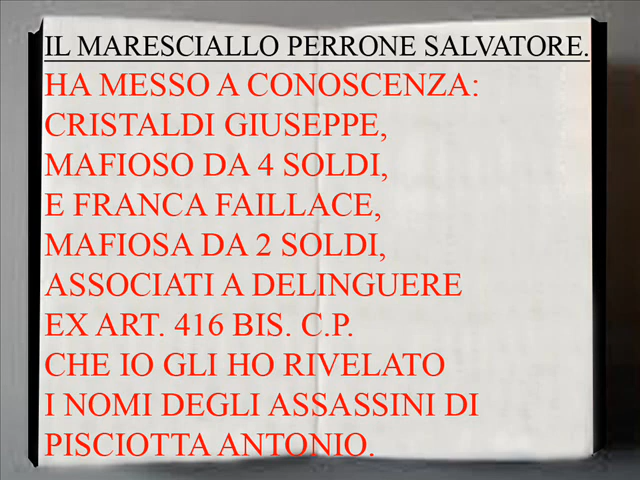 IL MARESCIALLO PERRONE SALVATORE.
HA MESSO A CONOSCENZA:
CRISTALDI GIUSEPPE,
MAFIOSO DA 4 SOLDI,
E FRANCA FAILLACE,
MAFIOSA DA 2 SOLDI,
ASSOCIATI A DELINGUERE
EX ART. 416 BIS. C.P.
CHE IO GLI HO RIVELATO
I NOMI DEGLI ASSASSINI DI
PISCIOTTA ANTONIO.